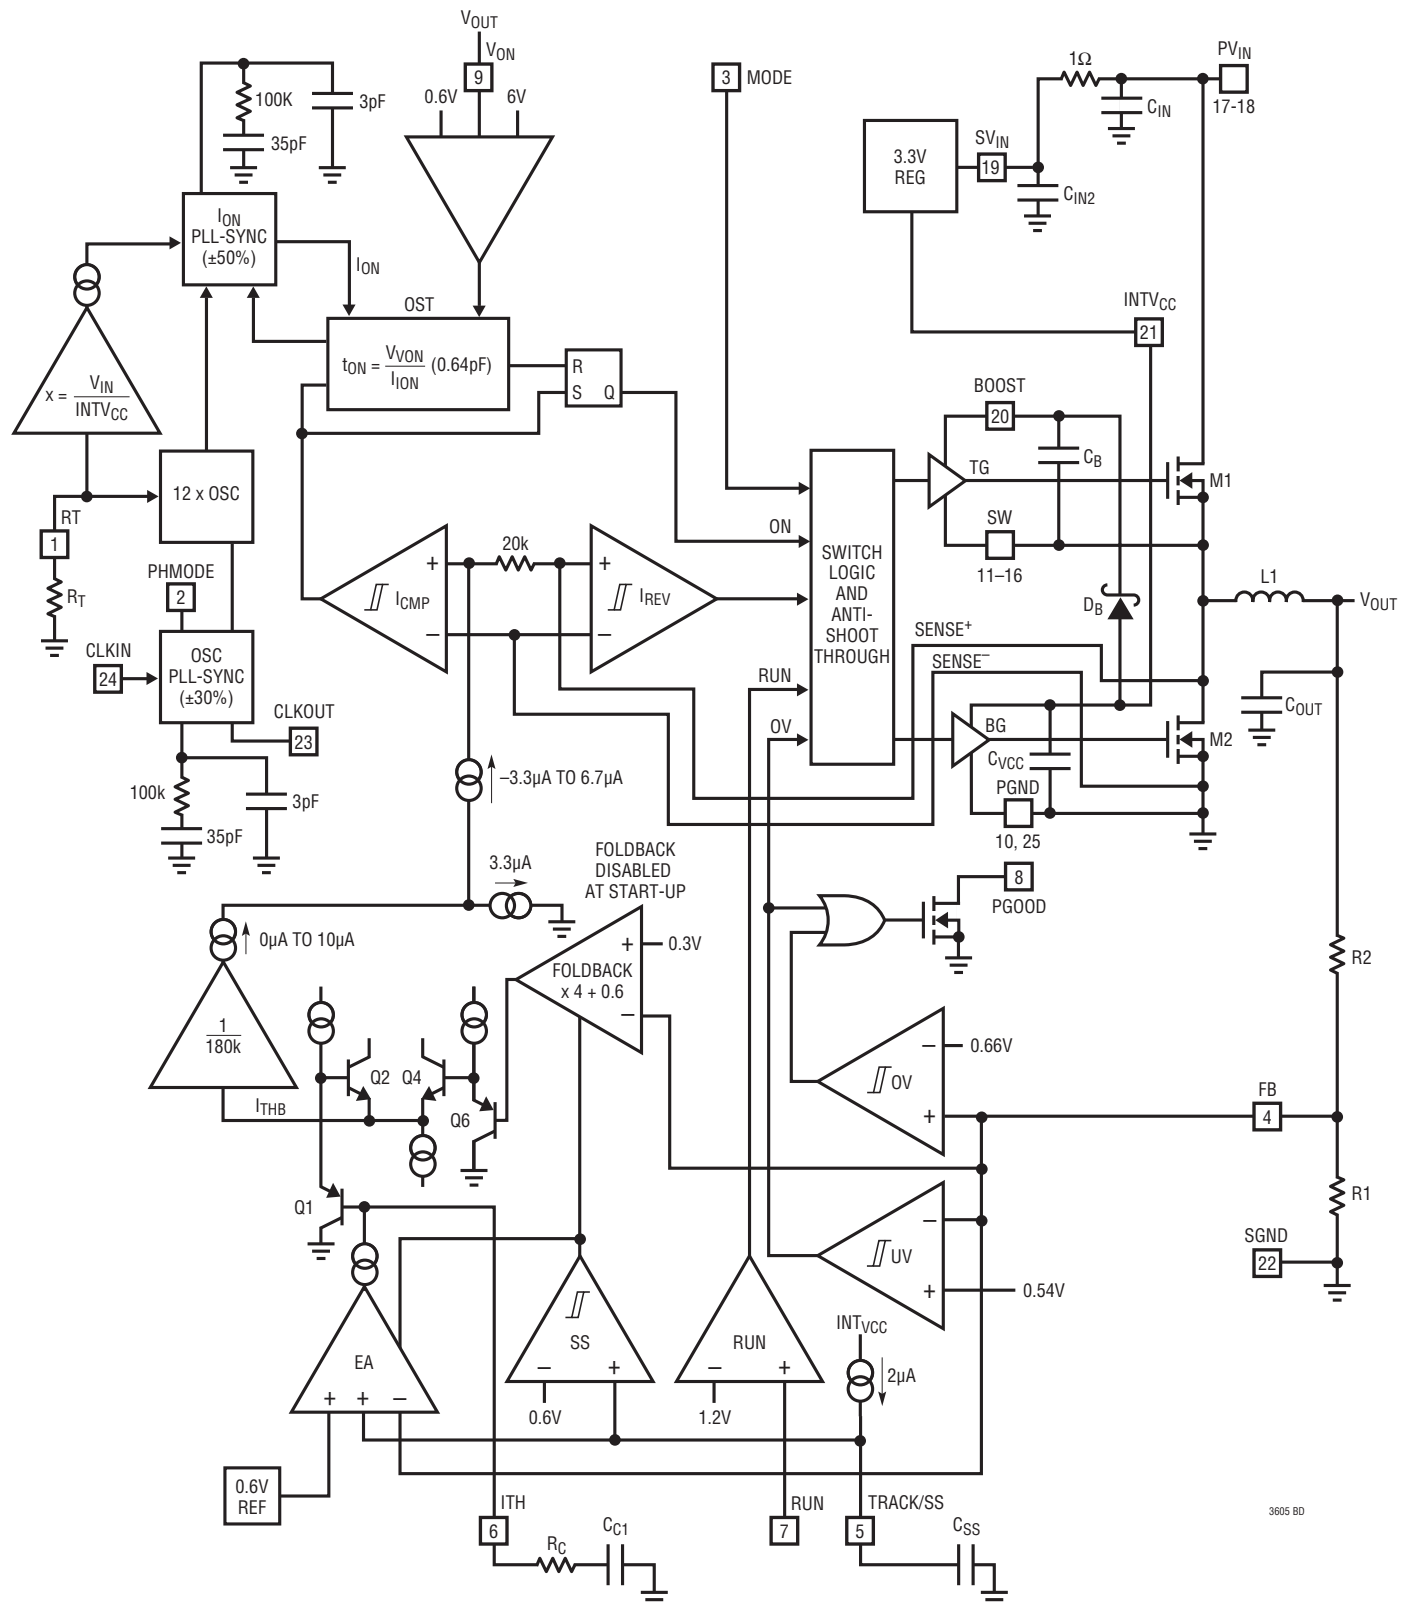 VOUT
VON
9
0.6V
6V
100K
3pF
35pF
ION
PLL-SYNC
(±50%)
ION
OST
tON = VVON / IION (0.64pF)
R
S Q
x = VIN / INTVCC
12 x OSC
RT
1
RT
PHMODE
2
CLKIN
24
OSC
PLL-SYNC
(±30%)
CLKOUT
23
100k
3pF
35pF
3 MODE
1Ω
PVIN
17-18
CIN
3.3V
REG
SVIN
19
CIN2
INTVCC
21
BOOST
20
CB
TG
M1
SW
11–16
ON
SWITCH
LOGIC
AND
ANTI-
SHOOT
THROUGH
RUN
OV
+
20k
+
ICMP
IREV
–
–
DB
L1
VOUT
SENSE+
SENSE–
COUT
BG
M2
CVCC
PGND
10, 25
–3.3µA TO 6.7µA
3.3µA
FOLDBACK
DISABLED
AT START-UP
8
PGOOD
0µA TO 10µA
+
0.3V
FOLDBACK
x 4 + 0.6
–
R2
1 / 180k
Q2
Q4
ITHB
Q6
–
0.66V
OV
+
FB
4
Q1
–
UV
+
0.54V
R1
SGND
22
EA
+ + –
SS
– +
0.6V
RUN
– +
1.2V
INTVCC
2µA
0.6V
REF
ITH
6
RC
CC1
RUN
7
TRACK/SS
5
CSS
3605 BD